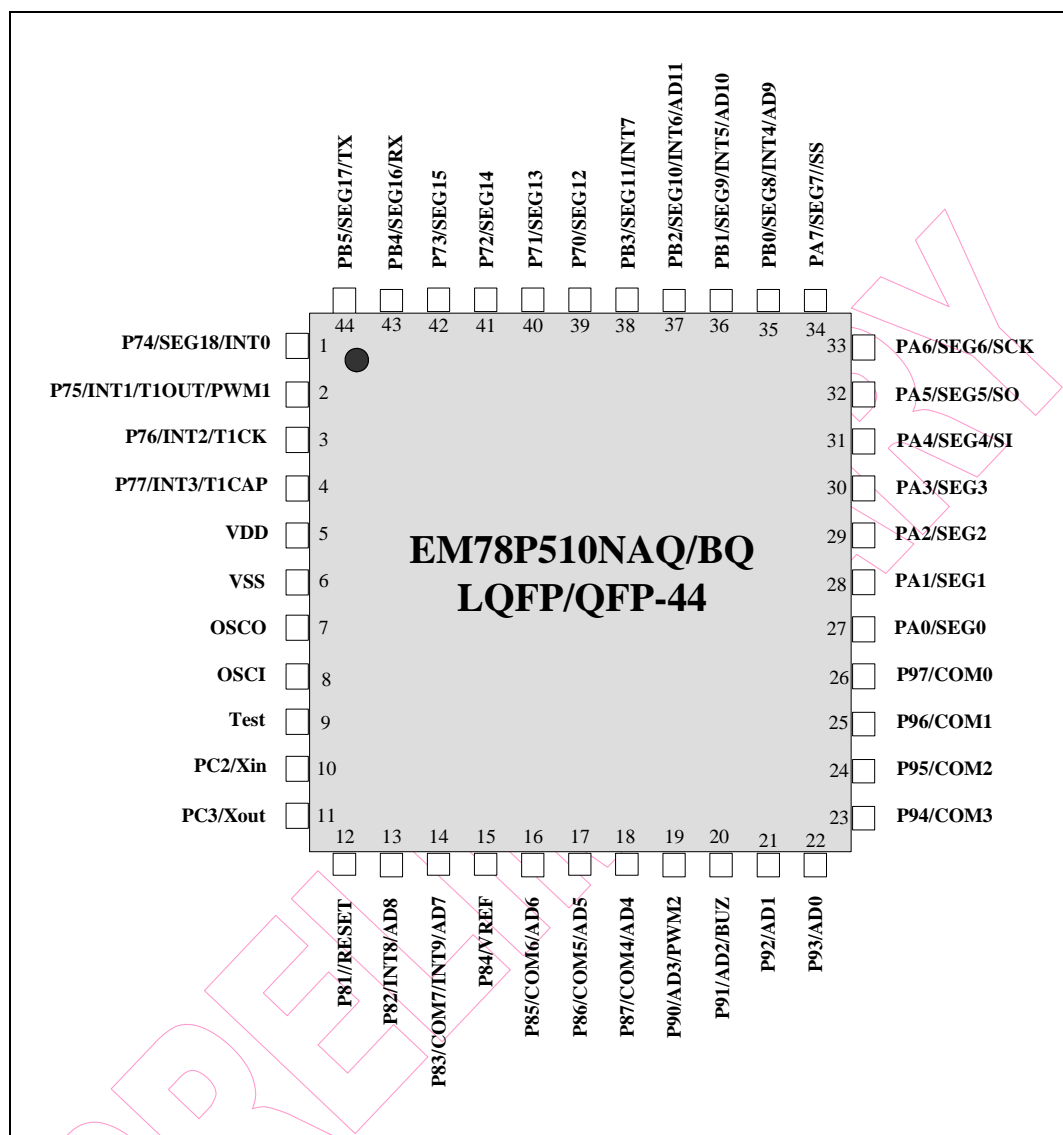 PB5/SEG17/TX
PB4/SEG16/RX
P73/SEG15
P72/SEG14
P71/SEG13
P70/SEG12
PB3/SEG11/INT7
PB2/SEG10/INT6/AD11
PB1/SEG9/INT5/AD10
PB0/SEG8/INT4/AD9
PA7/SEG7//SS
44 43 42 41 40 39 38 37 36 35 34
P74/SEG18/INT0 1
P75/INT1/T1OUT/PWM1 2
P76/INT2/T1CK 3
P77/INT3/T1CAP 4
VDD 5
VSS 6
OSCO 7
OSCI 8
Test 9
PC2/Xin 10
PC3/Xout 11
EM78P510NAQ/BQ
LQFP/QFP-44
33 PA6/SEG6/SCK
32 PA5/SEG5/SO
31 PA4/SEG4/SI
30 PA3/SEG3
29 PA2/SEG2
28 PA1/SEG1
27 PA0/SEG0
26 P97/COM0
25 P96/COM1
24 P95/COM2
23 P94/COM3
12 13 14 15 16 17 18 19 20 21 22
P81//RESET
P82/INT8/AD8
P83/COM7/INT9/AD7
P84/VREF
P85/COM6/AD6
P86/COM5/AD5
P87/COM4/AD4
P90/AD3/PWM2
P91/AD2/BUZ
P92/AD1
P93/AD0